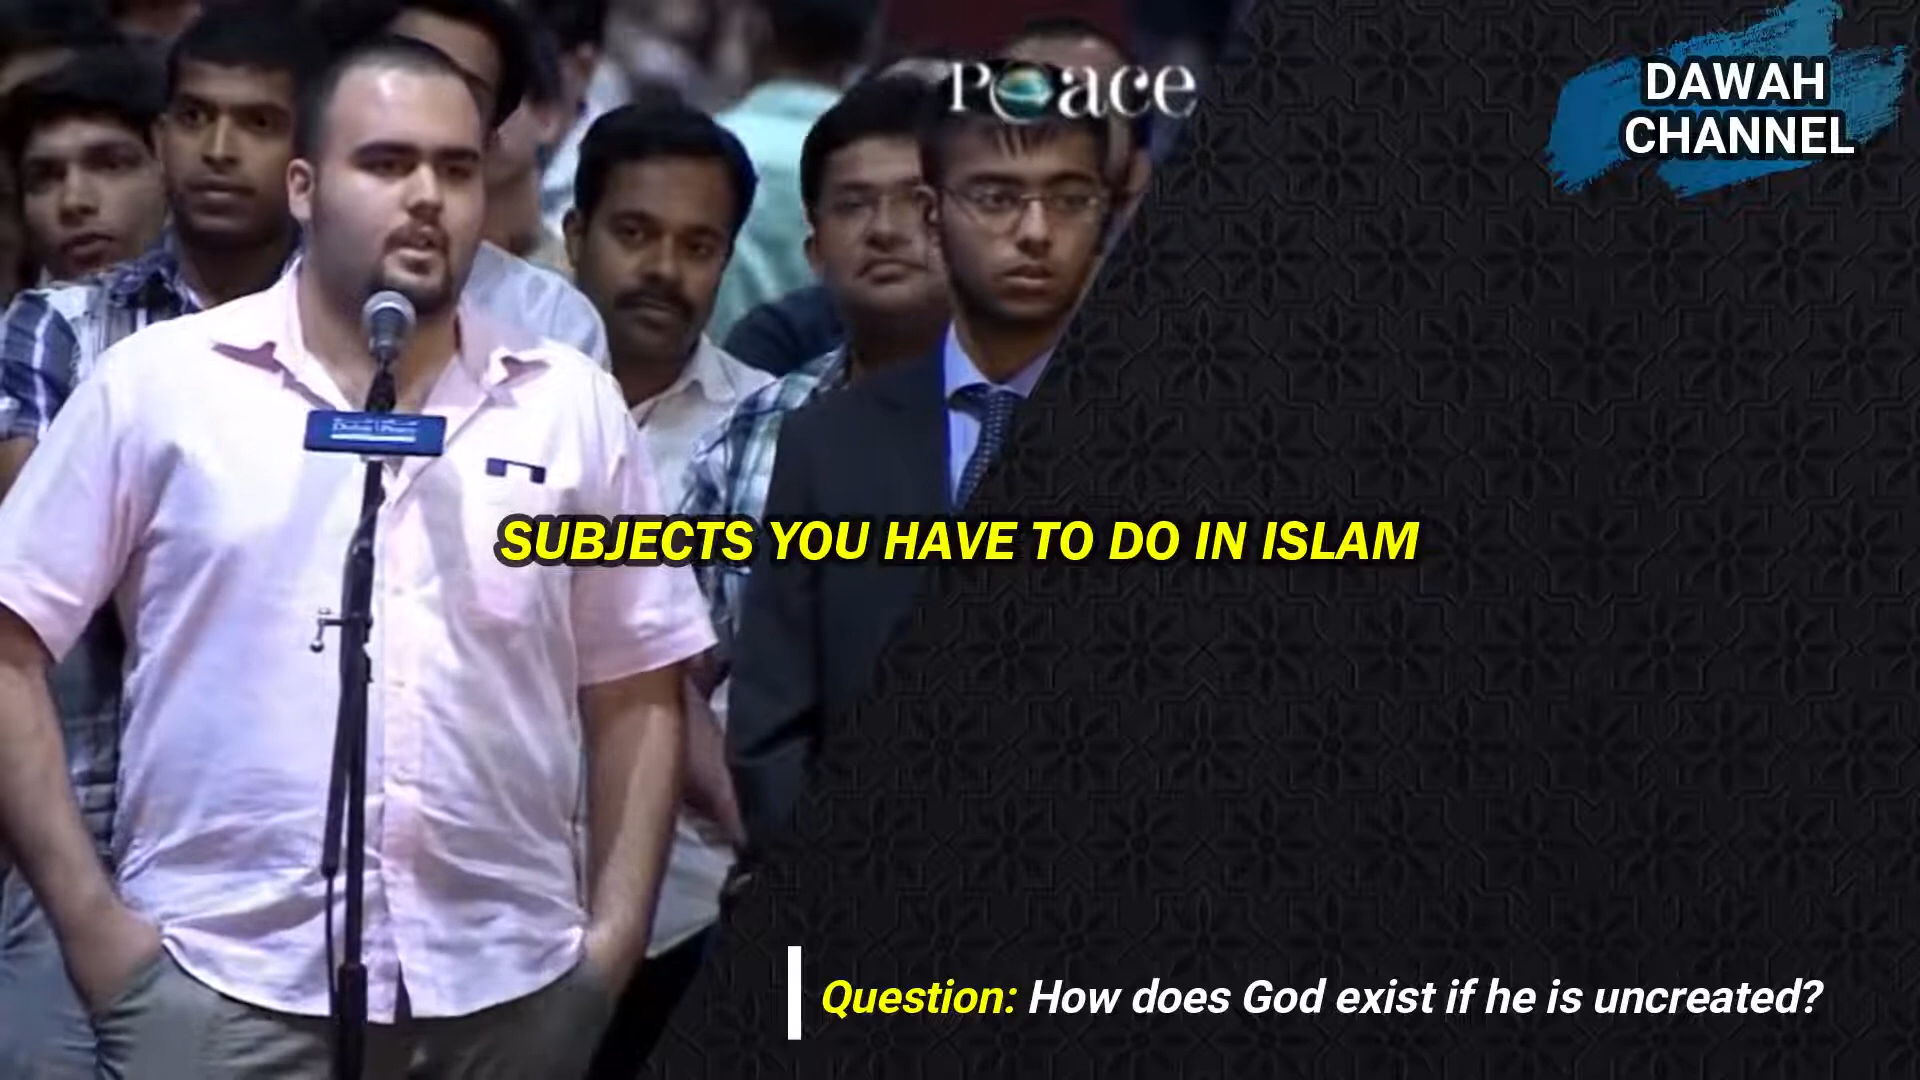 Peace
DAWAH
CHANNEL
SUBJECTS YOU HAVE TO DO IN ISLAM
Question: How does God exist if he is uncreated?